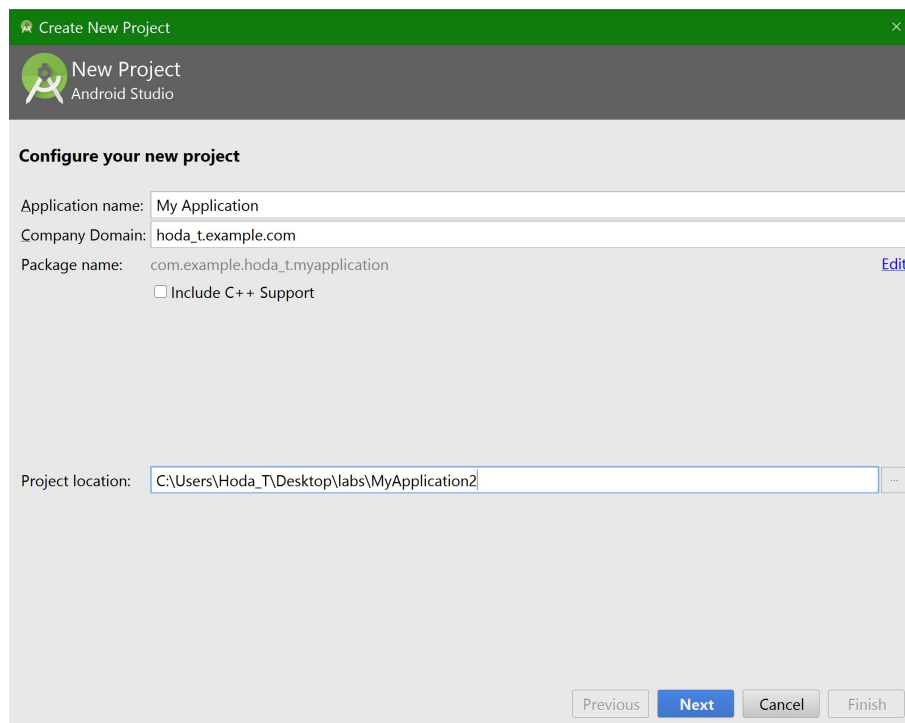 Create New Project
New Project
Android Studio
Configure your new project
Application name: My Application
Company Domain: hoda_t.example.com
Package name: com.example.hoda_t.myapplication Edit
Include C++ Support
Project location: C:\Users\Hoda_T\Desktop\labs\MyApplication2 ...
Previous Next Cancel Finish